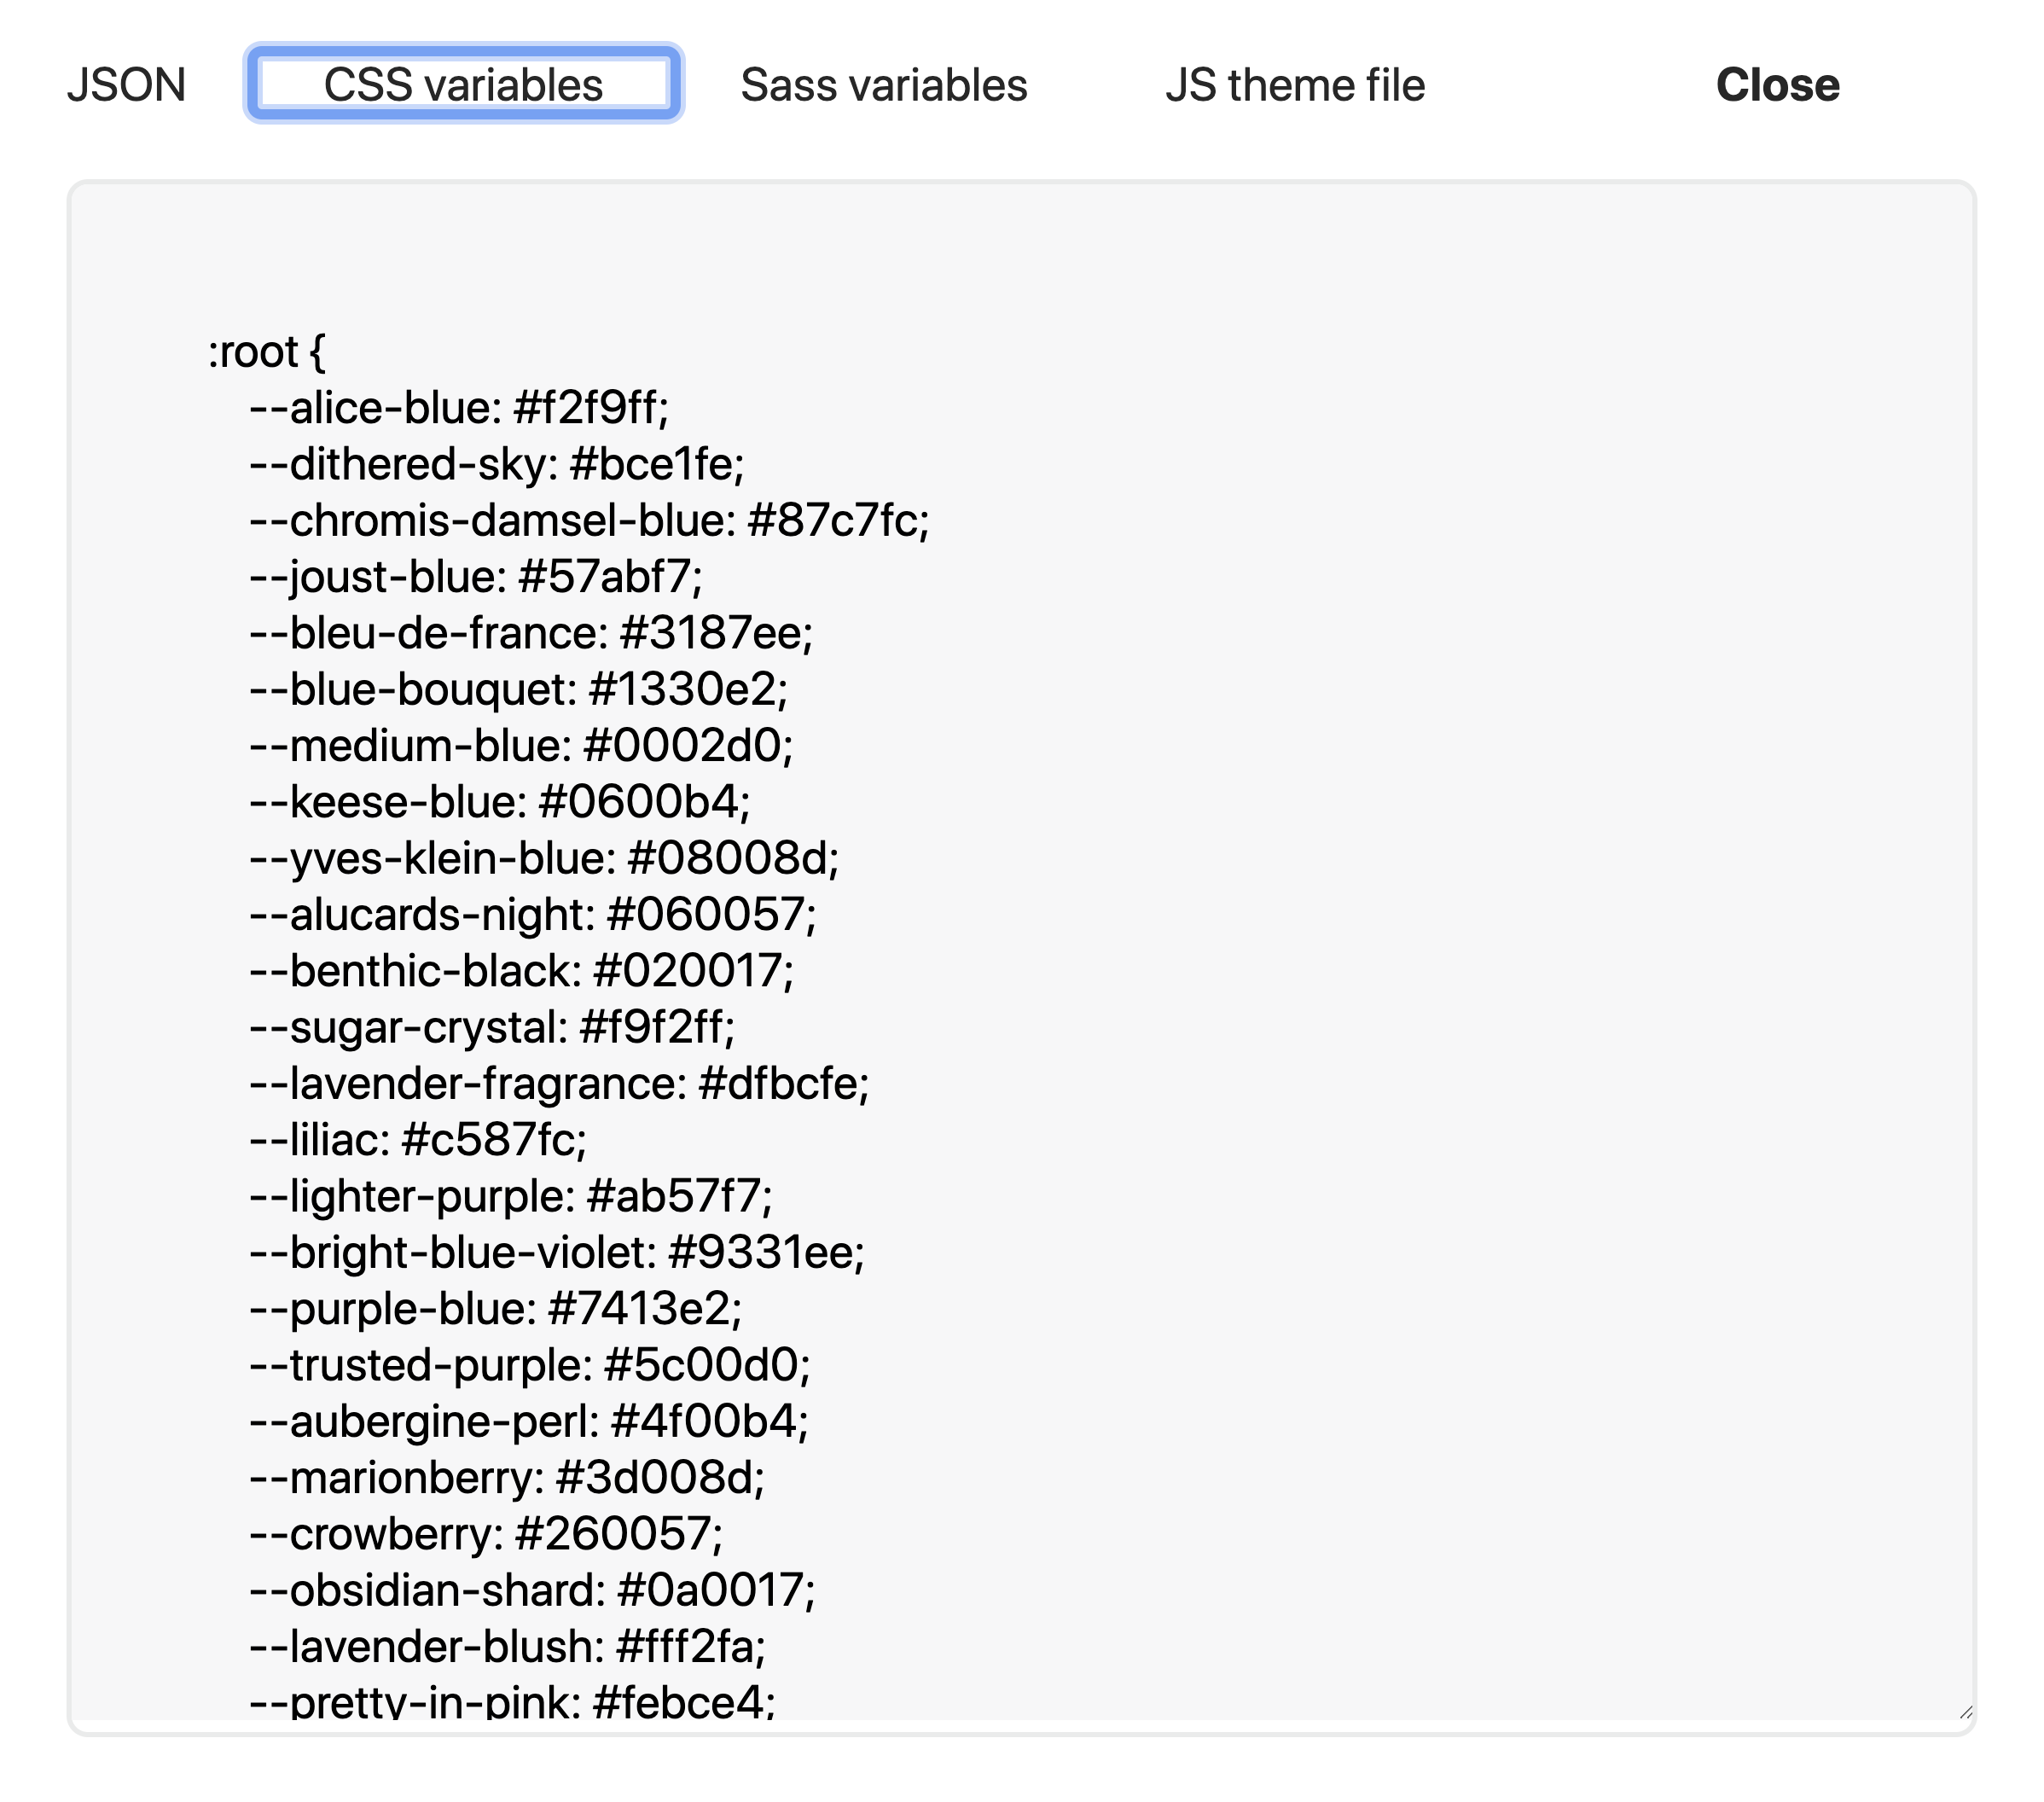 JSON CSS variables Sass variables JS theme file Close
:root {
--alice-blue: #f2f9ff;
--dithered-sky: #bce1fe;
--chromis-damsel-blue: #87c7fc;
--joust-blue: #57abf7;
--bleu-de-france: #3187ee;
--blue-bouquet: #1330e2;
--medium-blue: #0002d0;
--keese-blue: #0600b4;
--yves-klein-blue: #08008d;
--alucards-night: #060057;
--benthic-black: #020017;
--sugar-crystal: #f9f2ff;
--lavender-fragrance: #dfbcfe;
--liliac: #c587fc;
--lighter-purple: #ab57f7;
--bright-blue-violet: #9331ee;
--purple-blue: #7413e2;
--trusted-purple: #5c00d0;
--aubergine-perl: #4f00b4;
--marionberry: #3d008d;
--crowberry: #260057;
--obsidian-shard: #0a0017;
--lavender-blush: #fff2fa;
--pretty-in-pink: #febce4;